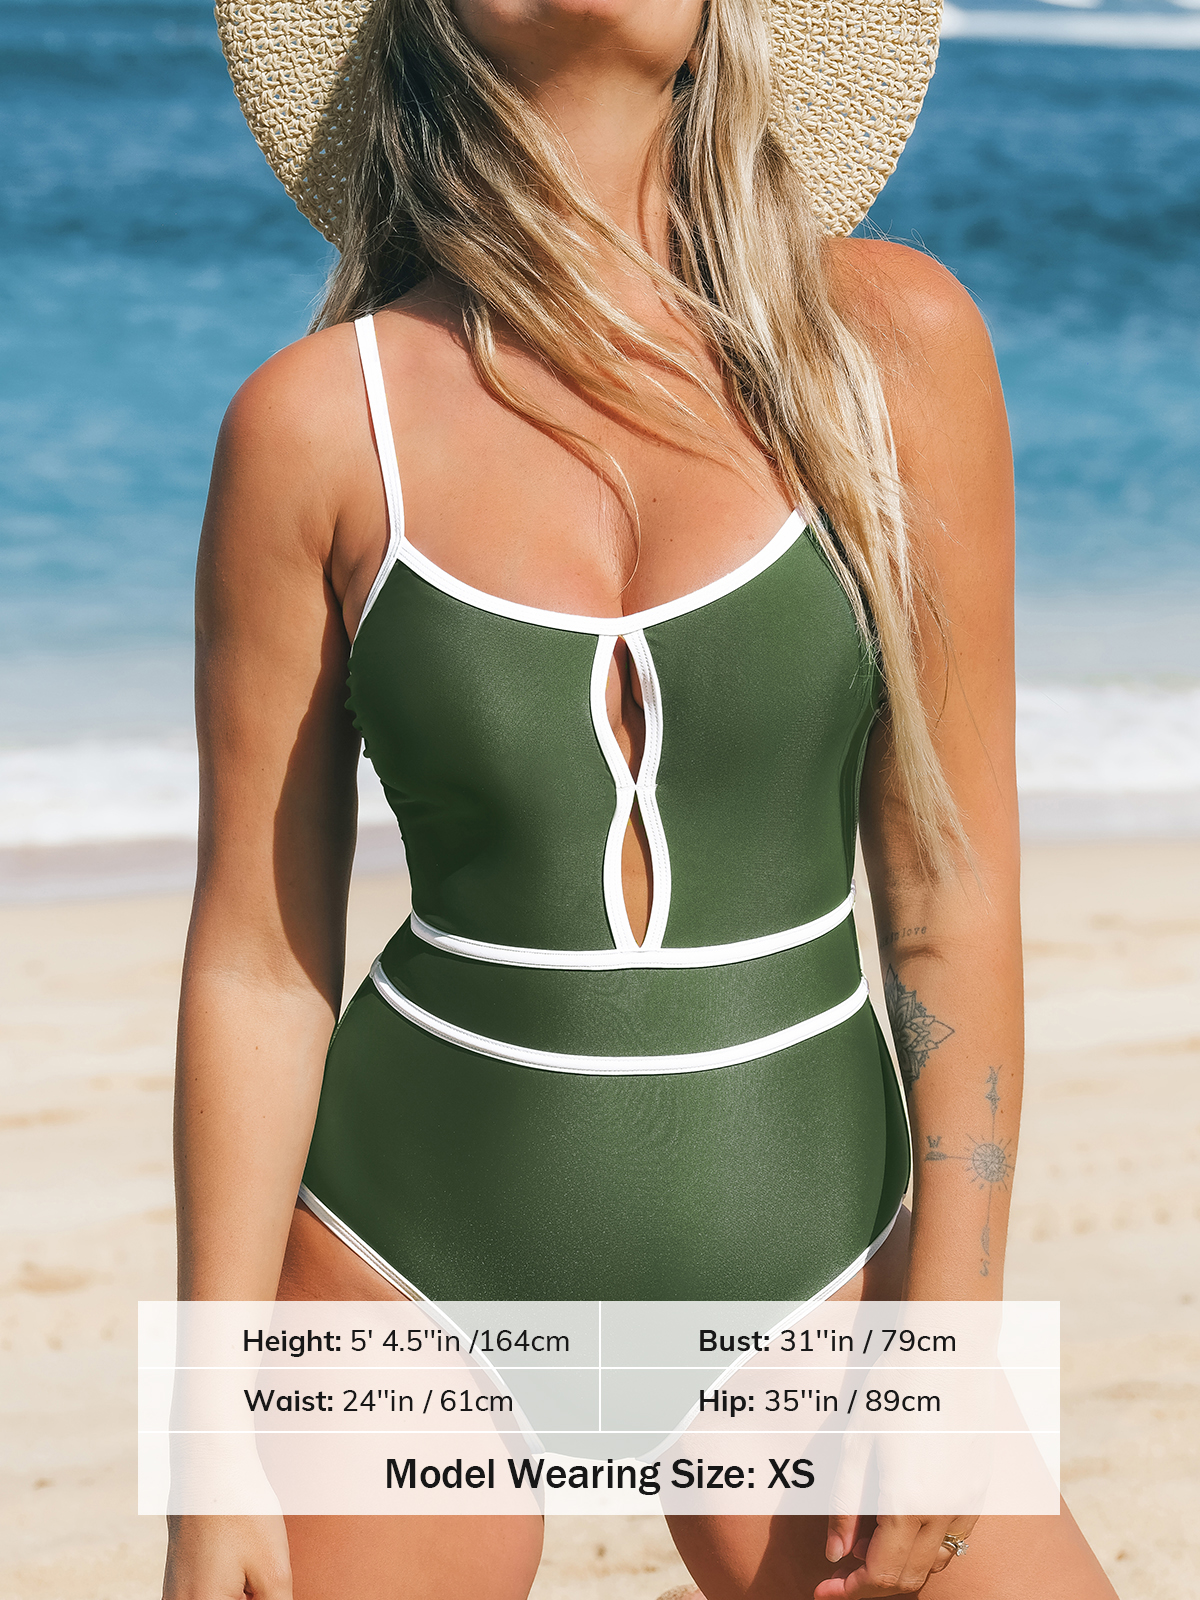 Height: 5' 4.5''in /164cm
Bust: 31''in / 79cm
Waist: 24''in / 61cm
Hip: 35''in / 89cm
Model Wearing Size: XS
love
N
W